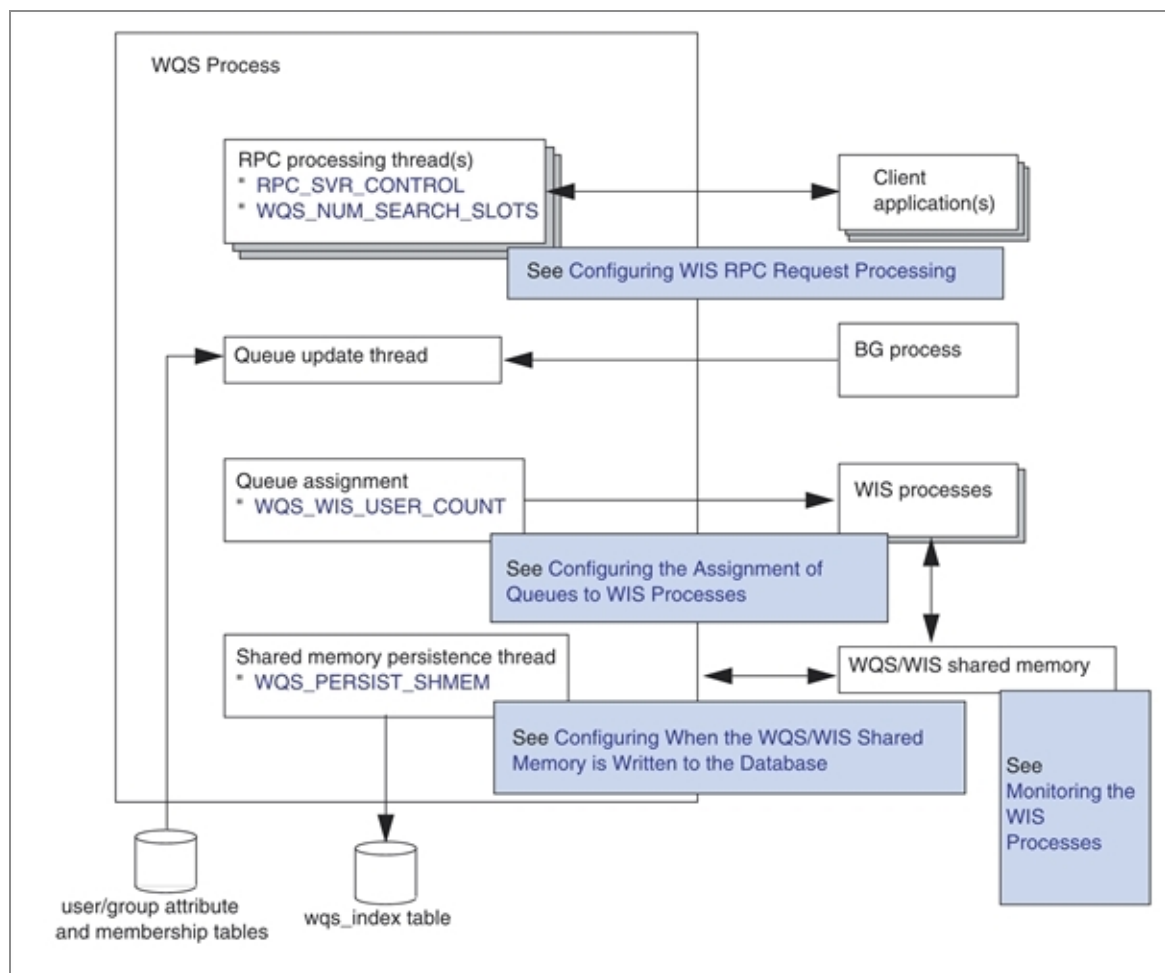 WQS Process
RPC processing thread(s)
* RPC_SVR_CONTROL
* WQS_NUM_SEARCH_SLOTS
Client
application(s)
See Configuring WIS RPC Request Processing
Queue update thread
BG process
Queue assignment
* WQS_WIS_USER_COUNT
WIS processes
See Configuring the Assignment of
Queues to WIS Processes
Shared memory persistence thread
* WQS_PERSIST_SHMEM
WQS/WIS shared memory
See Configuring When the WQS/WIS Shared
Memory is Written to the Database
See
Monitoring the
WIS
Processes
user/group attribute
and membership tables
wqs_index table